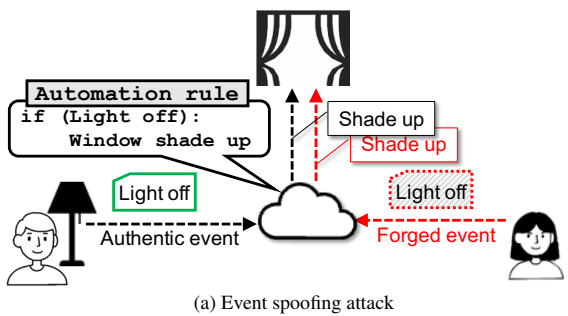 Automation rule
if (Light off):
Window shade up
Shade up
Shade up
Light off
Light off
Authentic event
Forged event
(a) Event spoofing attack